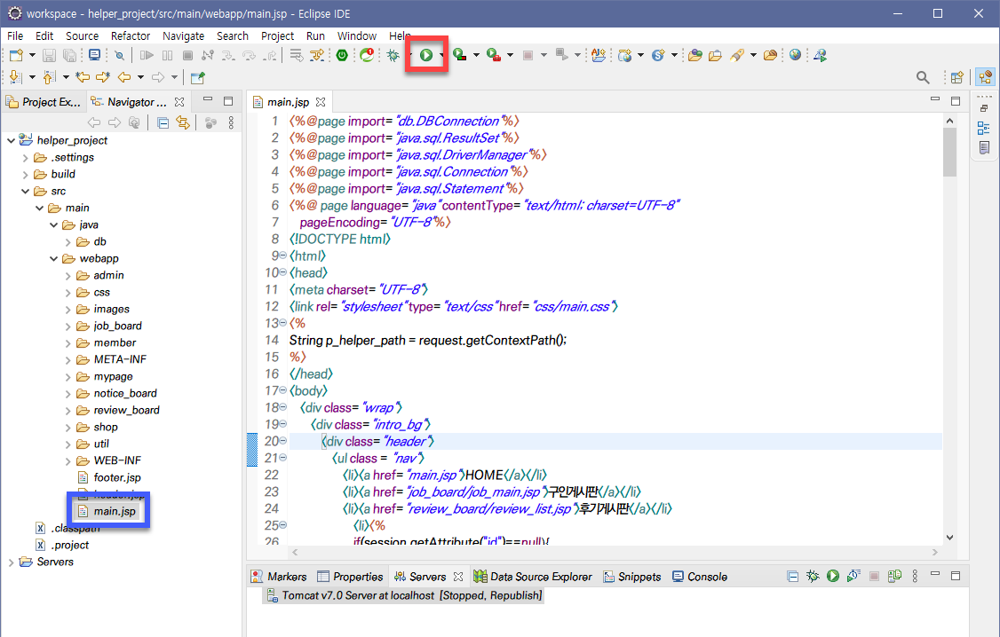 workspace - helper_project/src/main/webapp/main.jsp - Eclipse IDE
File Edit Source Refactor Navigate Search Project Run Window Help
Project Ex... Navigator ...
helper_project
.settings
build
src
main
java
db
webapp
admin
css
images
job_board
member
META-INF
mypage
notice_board
review_board
shop
util
WEB-INF
footer.jsp
header.jsp
main.jsp
.classpath
.project
Servers
main.jsp
1 <%@page import="db.DBConnection"%>
2 <%@page import="java.sql.ResultSet"%>
3 <%@page import="java.sql.DriverManager"%>
4 <%@page import="java.sql.Connection"%>
5 <%@page import="java.sql.Statement"%>
6 <%@ page language="java" contentType="text/html; charset=UTF-8"
7 pageEncoding="UTF-8"%>
8 <!DOCTYPE html>
9 <html>
10 <head>
11 <meta charset="UTF-8">
12 <link rel="stylesheet" type="text/css" href="css/main.css">
13 <%
14 String p_helper_path = request.getContextPath();
15 %>
16 </head>
17 <body>
18 <div class="wrap">
19 <div class="intro_bg">
20 <div class="header">
21 <ul class = "nav">
22 <li><a href="main.jsp">HOME</a></li>
23 <li><a href="job_board/job_main.jsp">구인게시판</a></li>
24 <li><a href="review_board/review_list.jsp">후기게시판</a></li>
25 <li><%
26 if(session.getAttribute("id")==null){
Markers Properties Servers Data Source Explorer Snippets Console
Tomcat v7.0 Server at localhost [Stopped, Republish]